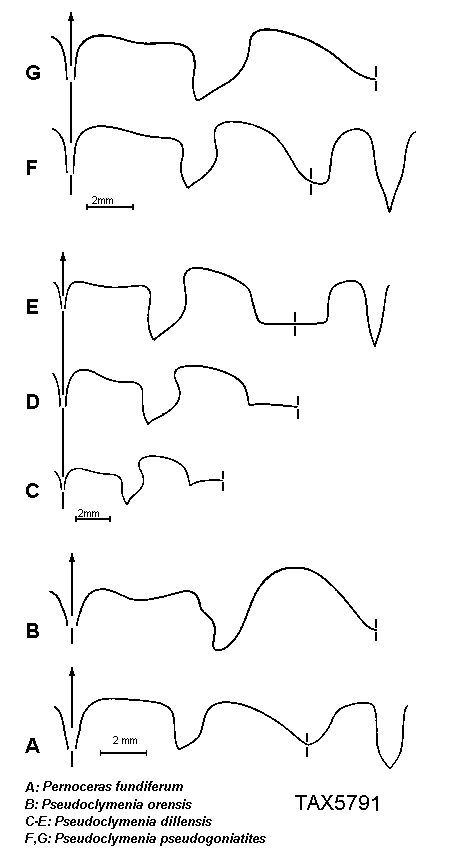 G
F
2mm
E
D
C
2mm
B
A
2 mm
A: Pernoceras fundiferum
B: Pseudoclymenia orensis
C-E: Pseudoclymenia dillensis
F,G: Pseudoclymenia pseudogoniatites
TAX5791